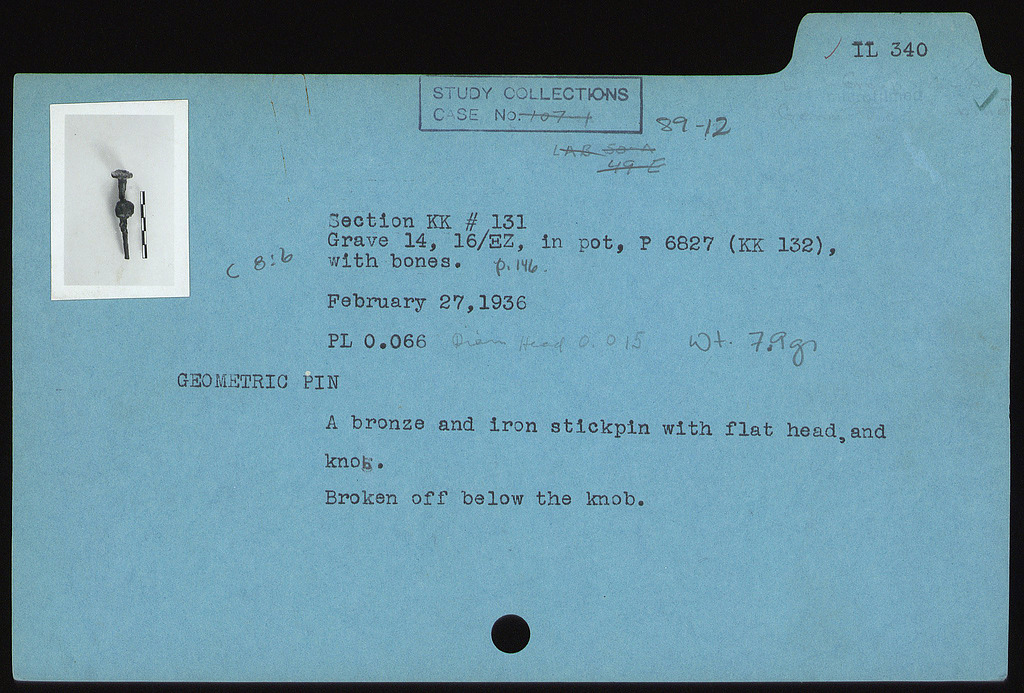 IL 340
STUDY COLLECTIONS
CASE No. 107-1
89-12
LAB 50-A
49 E
Section KK # 131
Grave 14, 16/EZ, in pot, P 6827 (KK 132),
with bones. p.146.
C 8:6
February 27,1936
PL 0.066 Diam Head 0.015 Wt. 7.9gr
GEOMETRIC PIN
A bronze and iron stickpin with flat head,and
knob.
Broken off below the knob.